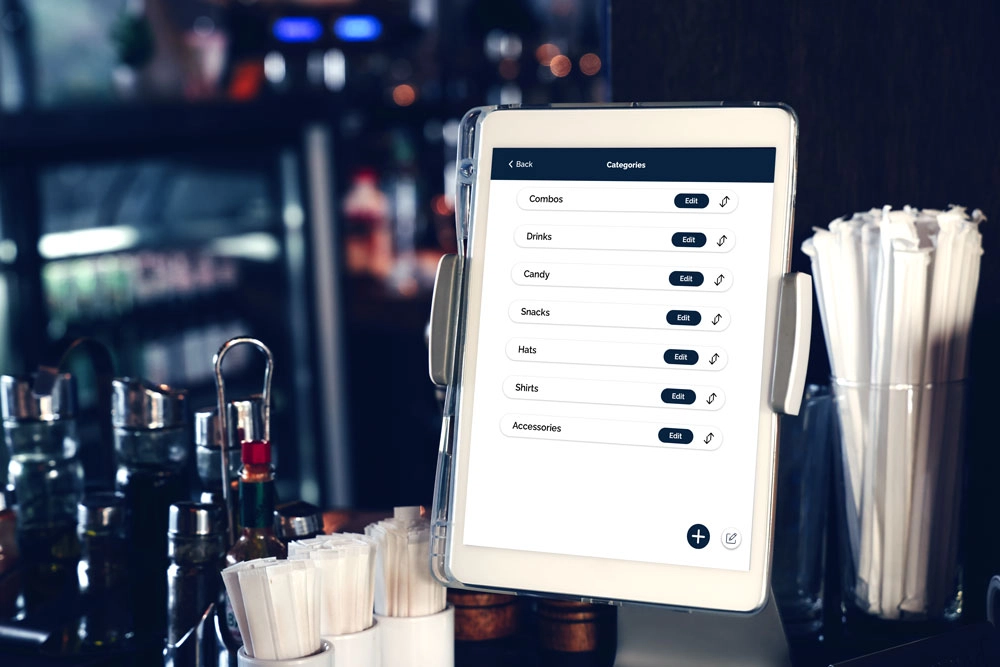 Back
Categories
Combos Edit
Drinks Edit
Candy Edit
Snacks Edit
Hats Edit
Shirts Edit
Accessories Edit